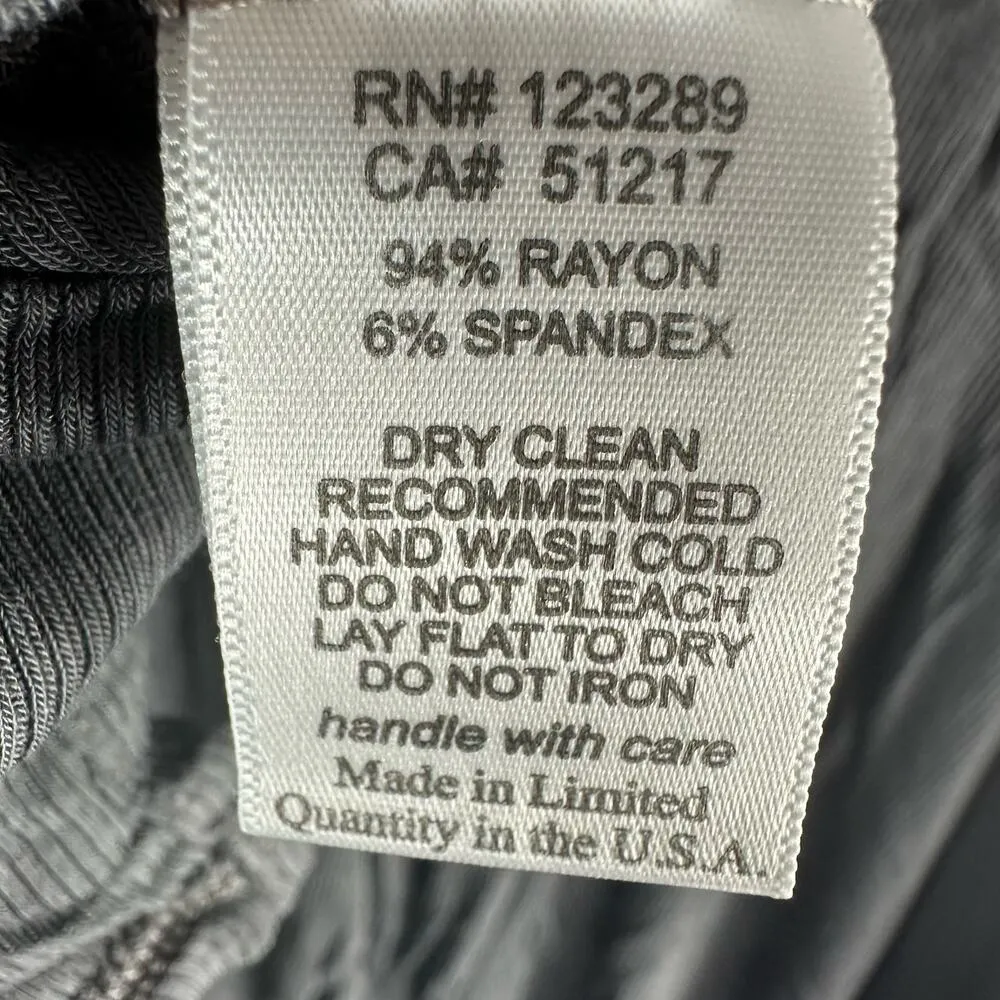 RN# 123289
CA# 51217
94% RAYON
6% SPANDEX
DRY CLEAN
RECOMMENDED
HAND WASH COLD
DO NOT BLEACH
LAY FLAT TO DRY
DO NOT IRON
handle with care
Made in Limited
Quantity in the U.S.A.